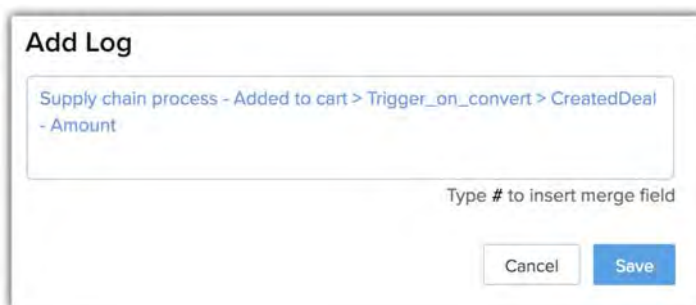 Add Log
Supply chain process - Added to cart > Trigger_on_convert > CreatedDeal
- Amount
Type # to insert merge field
Cancel Save